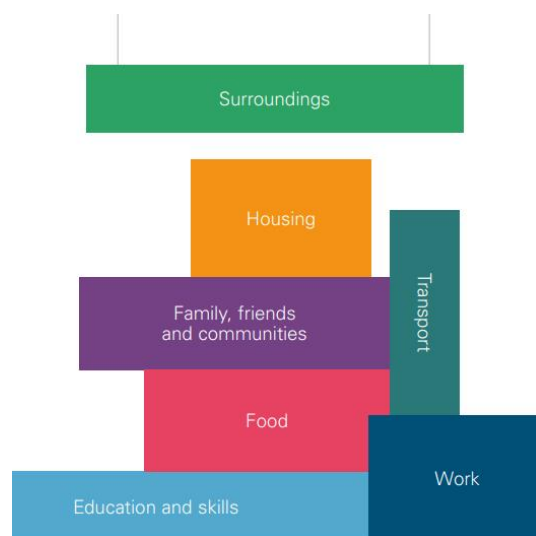 Surroundings
Housing
Transport
Family, friends
and communities
Food
Work
Education and skills